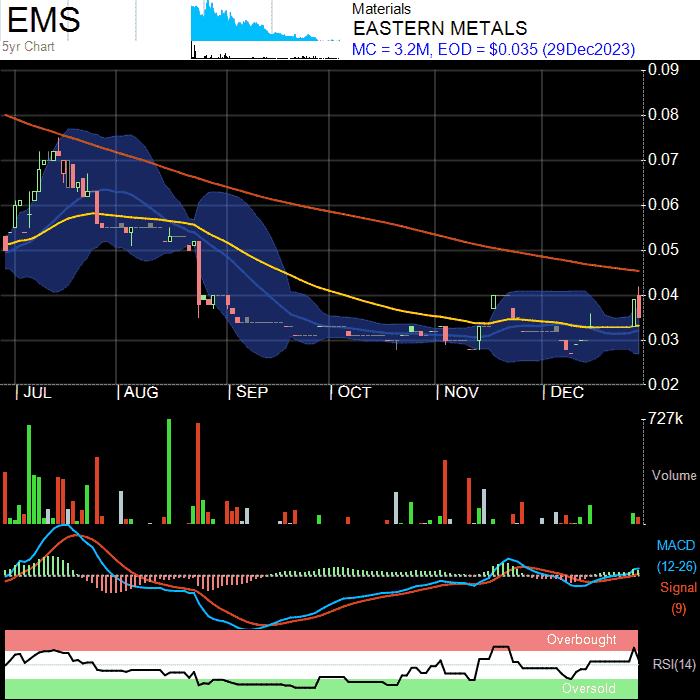 EMS
5yr Chart
Materials
EASTERN METALS
MC = 3.2M, EOD = $0.035 (29Dec2023)
0.09
0.08
0.07
0.06
0.05
0.04
0.03
0.02
JUL AUG SEP OCT NOV DEC
727k
Volume
MACD
(12-26)
Signal
(9)
Overbought
RSI(14)
Oversold